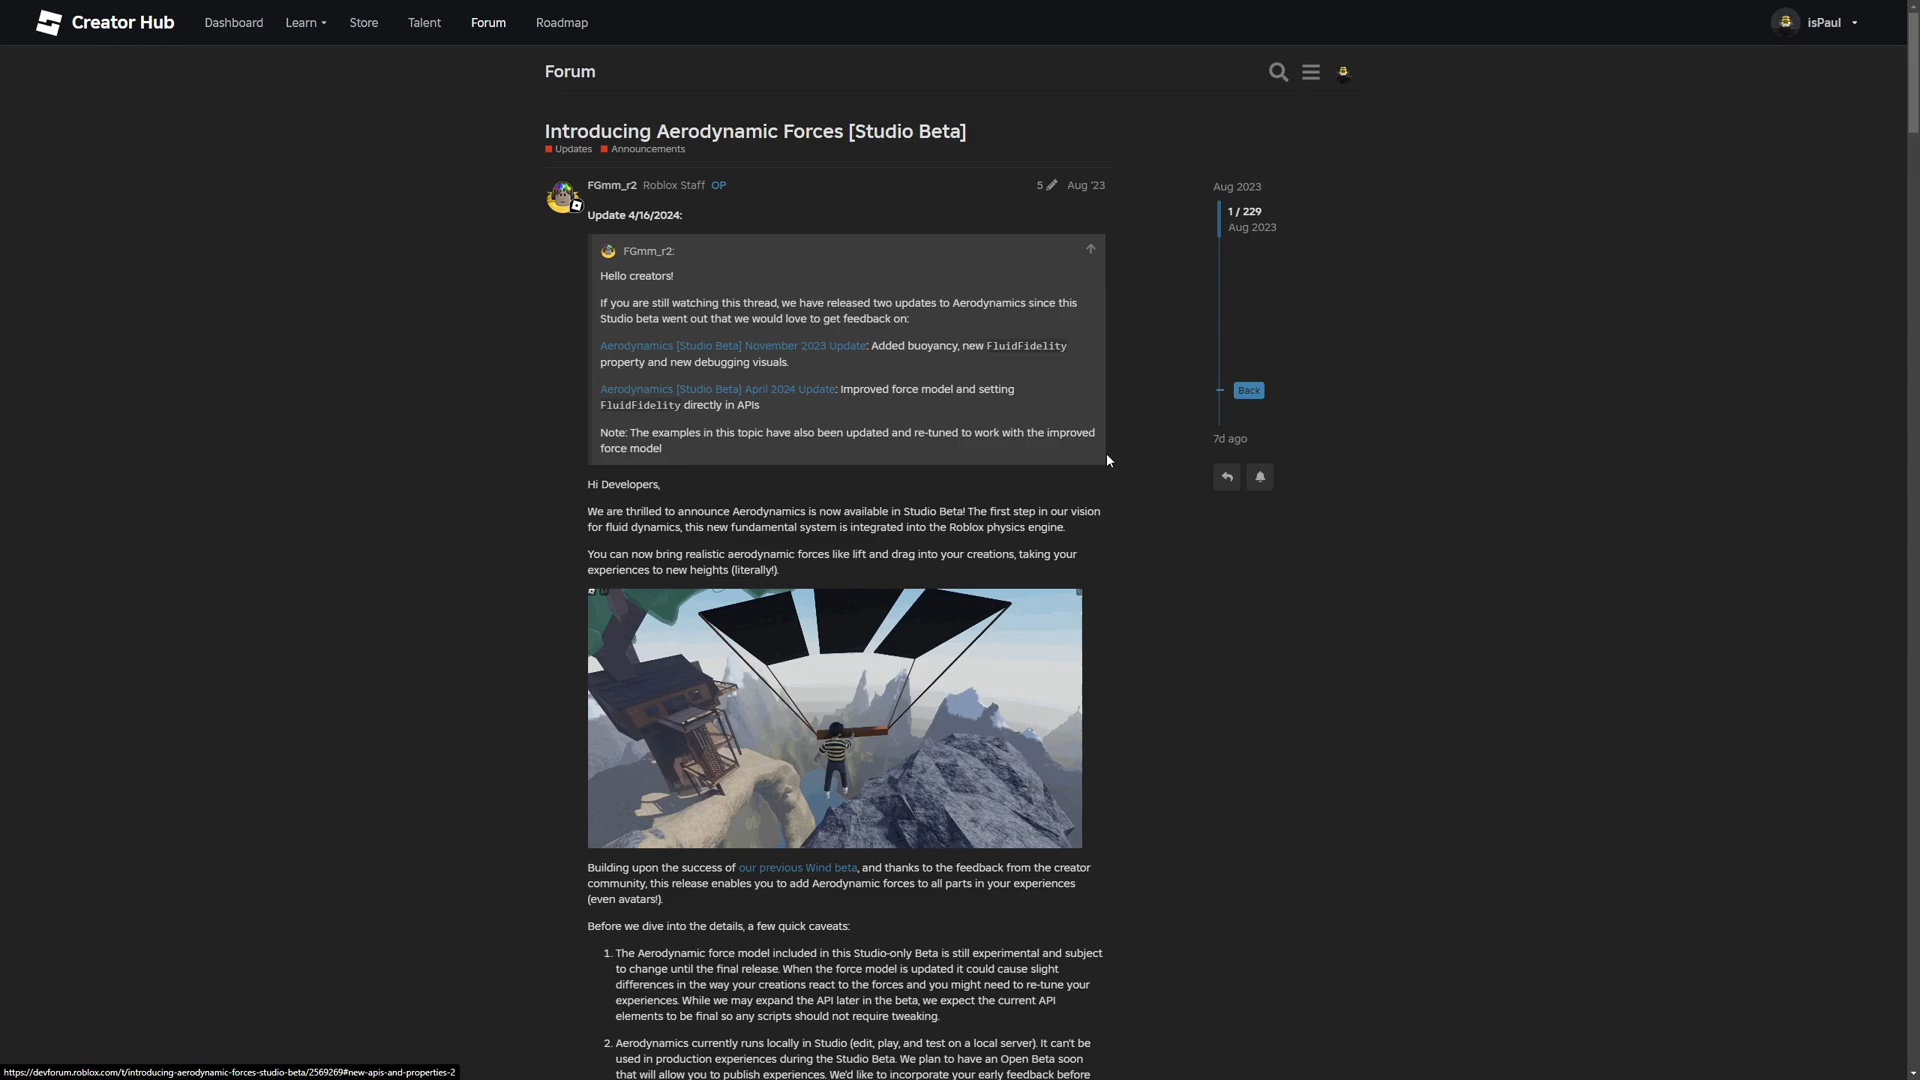 Creator Hub Dashboard Learn Store Talent Forum Roadmap isPaul
Forum
Introducing Aerodynamic Forces [Studio Beta]
Updates Announcements
FGmm_r2 Roblox Staff OP 5 Aug '23
Update 4/16/2024:
FGmm_r2:
Hello creators!
If you are still watching this thread, we have released two updates to Aerodynamics since this
Studio beta went out that we would love to get feedback on:
Aerodynamics [Studio Beta] November 2023 Update: Added buoyancy, new FluidFidelity
property and new debugging visuals.
Aerodynamics [Studio Beta] April 2024 Update: Improved force model and setting
FluidFidelity directly in APIs
Note: The examples in this topic have also been updated and re-tuned to work with the improved
force model
Hi Developers,
We are thrilled to announce Aerodynamics is now available in Studio Beta! The first step in our vision
for fluid dynamics, this new fundamental system is integrated into the Roblox physics engine.
You can now bring realistic aerodynamic forces like lift and drag into your creations, taking your
experiences to new heights (literally!).
Building upon the success of our previous Wind beta, and thanks to the feedback from the creator
community, this release enables you to add Aerodynamic forces to all parts in your experiences
(even avatars!).
Before we dive into the details, a few quick caveats:
1. The Aerodynamic force model included in this Studio-only Beta is still experimental and subject
to change until the final release. When the force model is updated it could cause slight
differences in the way your creations react to the forces and you might need to re-tune your
experiences. While we may expand the API later in the beta, we expect the current API
elements to be final so any scripts should not require tweaking.
2. Aerodynamics currently runs locally in Studio (edit, play, and test on a local server). It can't be
used in production experiences during the Studio Beta. We plan to have an Open Beta soon
that will allow you to publish experiences. We'd like to incorporate your early feedback before
Aug 2023
1 / 229
Aug 2023
Back
7d ago
https://devforum.roblox.com/t/introducing-aerodynamic-forces-studio-beta/2569269#new-apis-and-properties-2